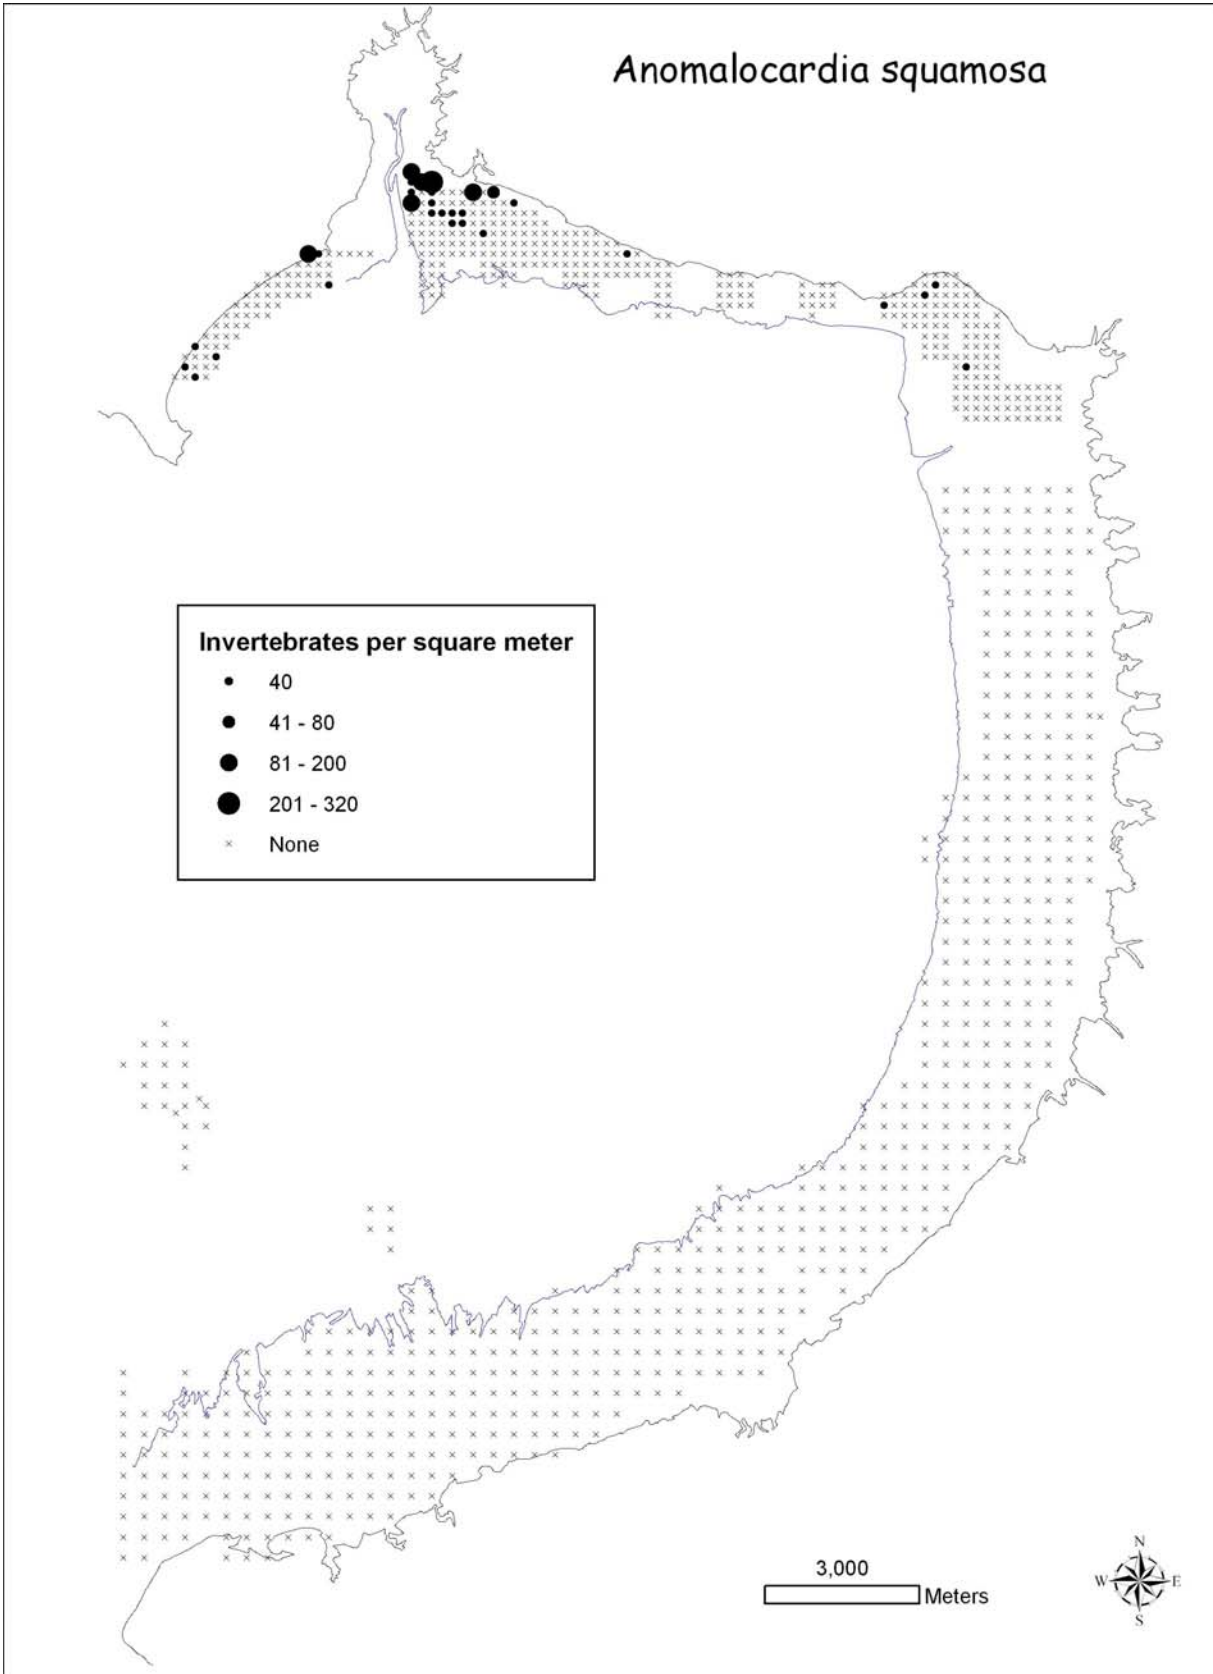 Anomalocardia squamosa
Invertebrates per square meter
40
41 - 80
81 - 200
201 - 320
None
3,000
Meters
N
W E
S